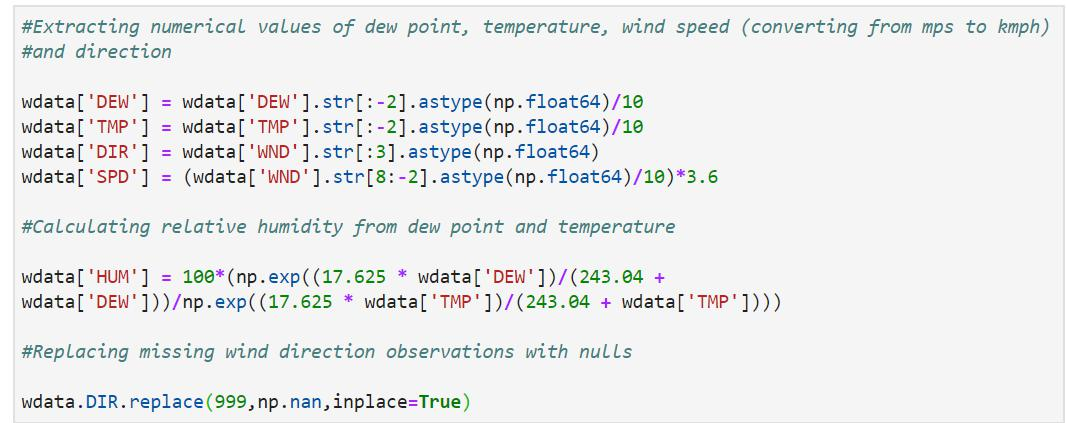 #Extracting numerical values of dew point, temperature, wind speed (converting from mps to kmph)
#and direction
wdata['DEW'] = wdata['DEW'].str[:-2].astype(np.float64)/10
wdata['TMP'] = wdata['TMP'].str[:-2].astype(np.float64)/10
wdata['DIR'] = wdata['WND'].str[:3].astype(np.float64)
wdata['SPD'] = (wdata['WND'].str[8:-2].astype(np.float64)/10)*3.6
#Calculating relative humidity from dew point and temperature
wdata['HUM'] = 100*(np.exp((17.625 * wdata['DEW'])/(243.04 +
wdata['DEW']))/np.exp((17.625 * wdata['TMP'])/(243.04 + wdata['TMP'])))
#Replacing missing wind direction observations with nulls
wdata.DIR.replace(999,np.nan,inplace=True)